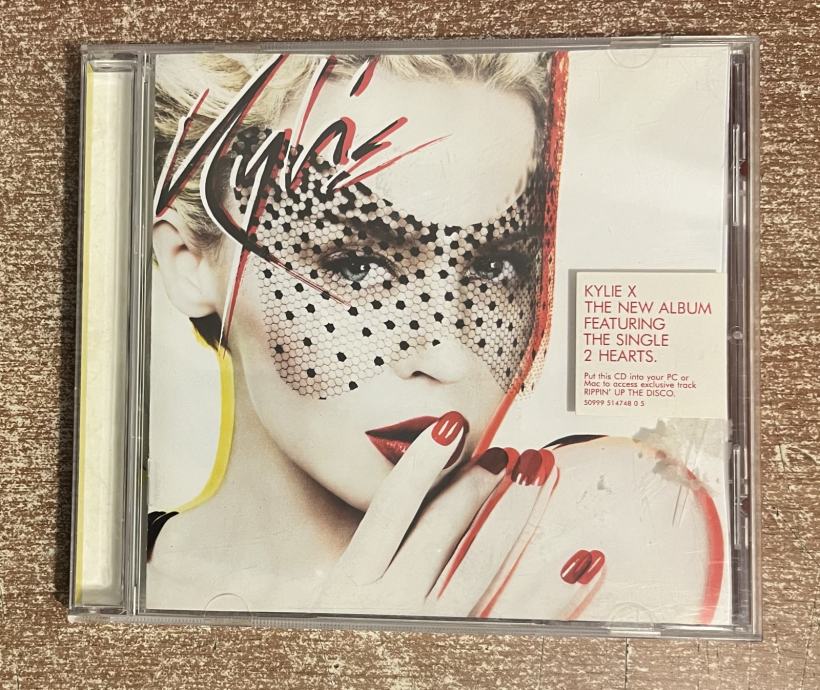 Kylie
KYLIE X
THE NEW ALBUM
FEATURING
THE SINGLE
2 HEARTS.
Put this CD into your PC or
Mac to access exclusive track
RIPPIN' UP THE DISCO.
50999 514748 0 5